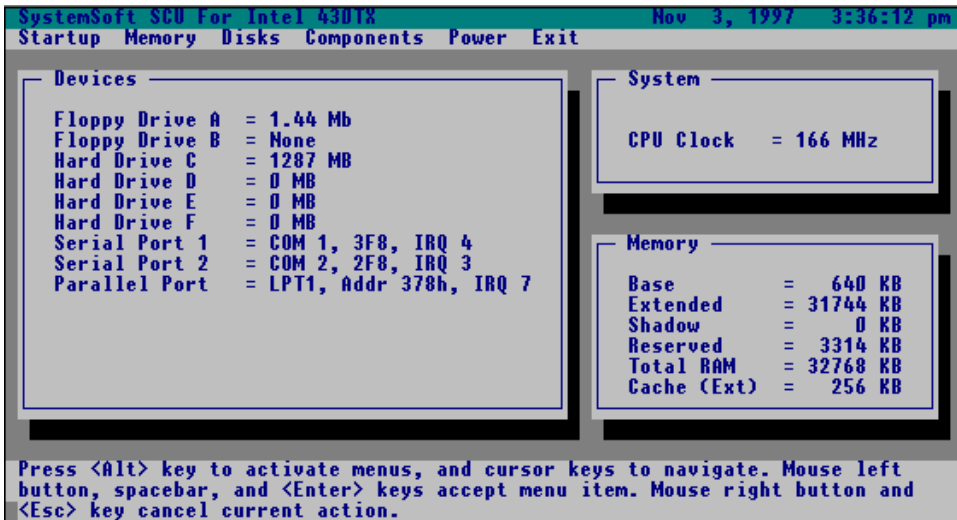 SystemSoft SCU For Intel 430TX Nov 3, 1997 3:36:12 pm
Startup Memory Disks Components Power Exit
Devices
Floppy Drive A = 1.44 Mb
Floppy Drive B = None
Hard Drive C = 1287 MB
Hard Drive D = 0 MB
Hard Drive E = 0 MB
Hard Drive F = 0 MB
Serial Port 1 = COM 1, 3F8, IRQ 4
Serial Port 2 = COM 2, 2F8, IRQ 3
Parallel Port = LPT1, Addr 378h, IRQ 7
System
CPU Clock = 166 MHz
Memory
Base = 640 KB
Extended = 31744 KB
Shadow = 0 KB
Reserved = 3314 KB
Total RAM = 32768 KB
Cache (Ext) = 256 KB
Press <Alt> key to activate menus, and cursor keys to navigate. Mouse left
button, spacebar, and <Enter> keys accept menu item. Mouse right button and
<Esc> key cancel current action.